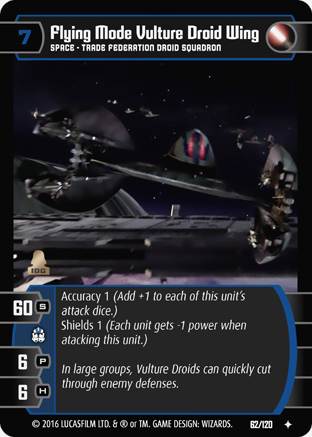 7
Flying Mode Vulture Droid Wing
SPACE - TRADE FEDERATION DROID SQUADRON
IDC
60 S
Accuracy 1 (Add +1 to each of this unit's
attack dice.)
Shields 1 (Each unit gets -1 power when
atacking this unit.)
6 P
In large groups, Vulture Droids can quickly cut
through enemy defenses.
6 H
© 2016 LUCASFILM LTD. & ® or TM. GAME DESIGN: WIZARDS.
62/120